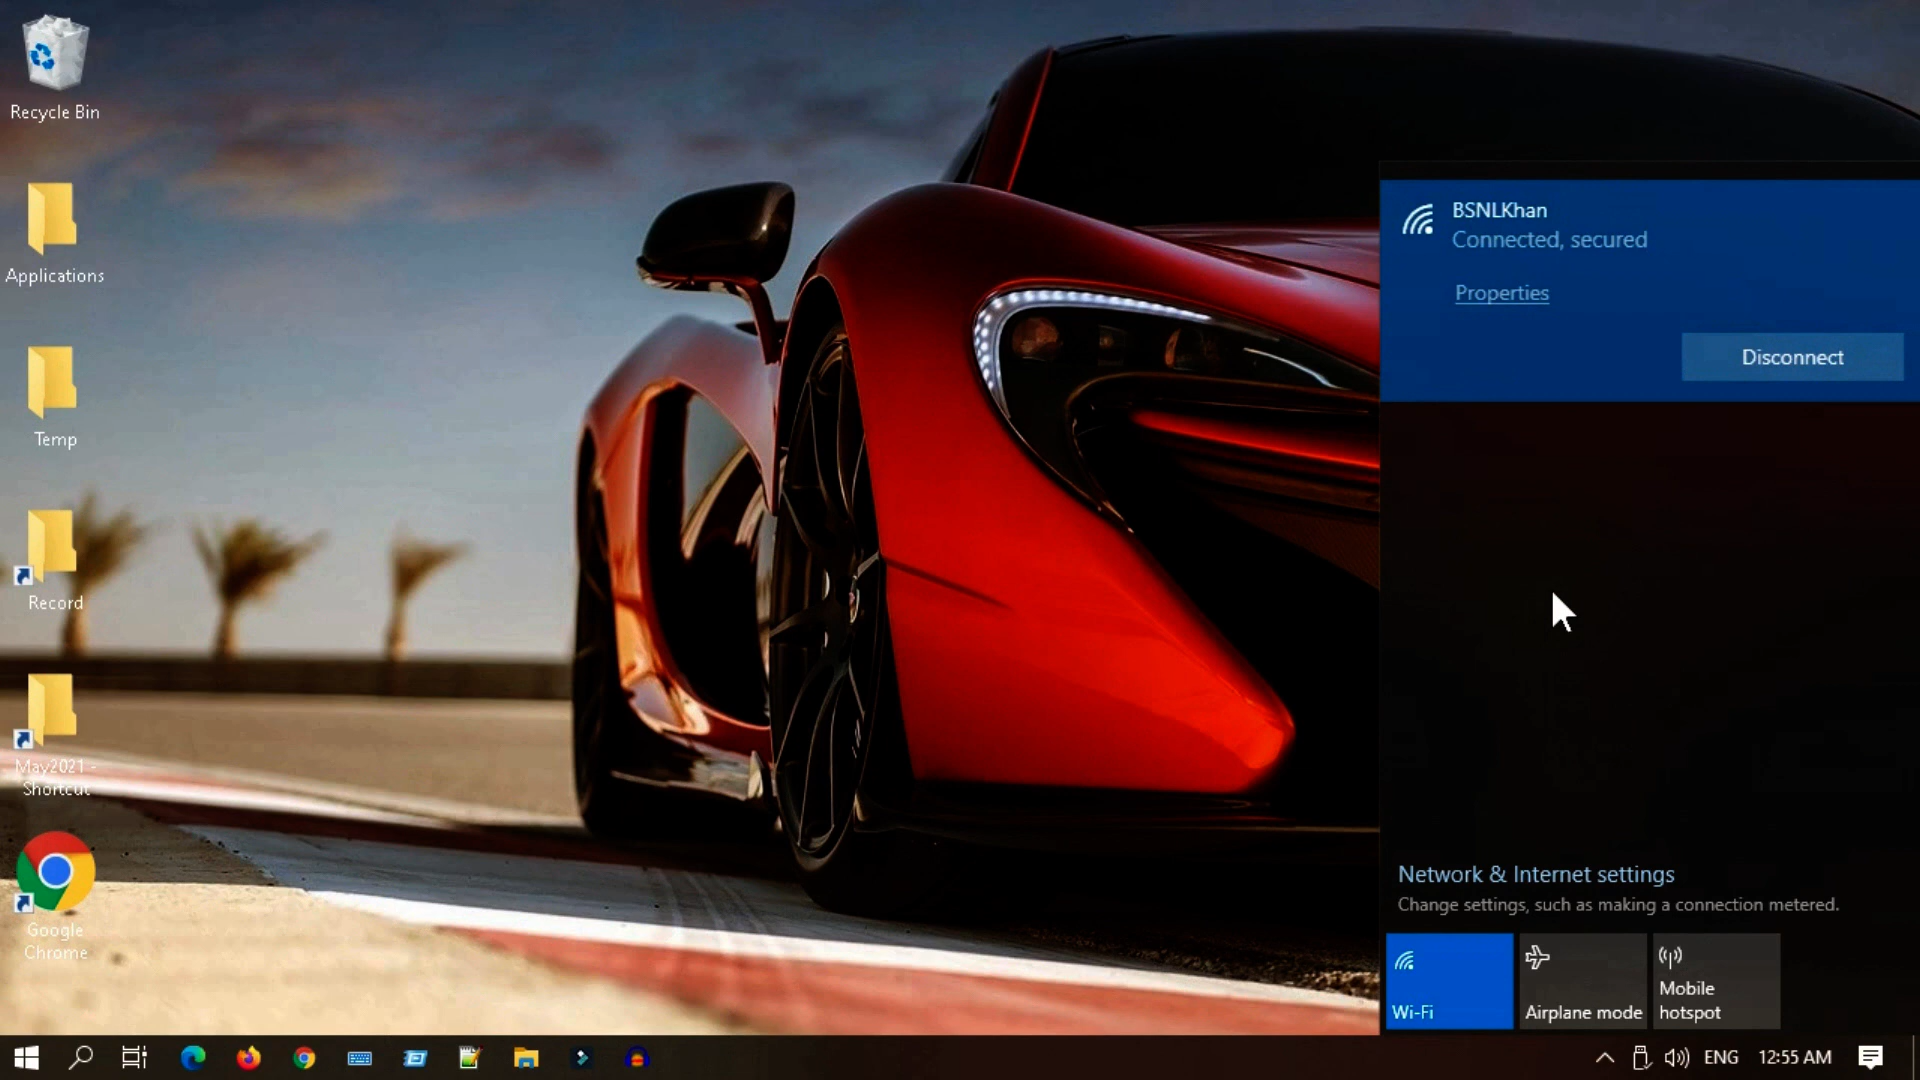 Recycle Bin
Applications
Temp
Record
May2021 -
Shortcut
Google
Chrome
BSNLKhan
Connected, secured
Properties
Disconnect
Network & Internet settings
Change settings, such as making a connection metered.
Wi-Fi
Airplane mode
Mobile
hotspot
ENG
12:55 AM